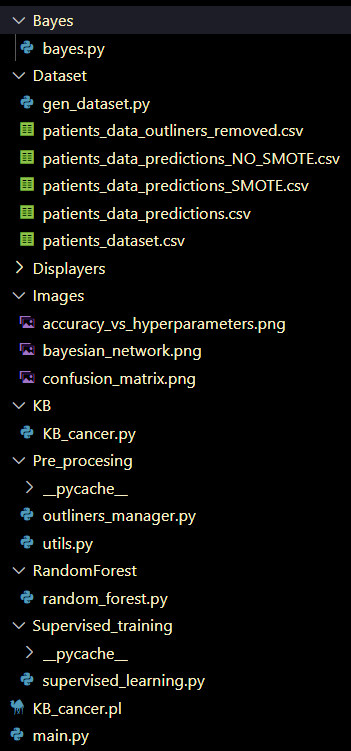 Bayes
bayes.py
Dataset
gen_dataset.py
patients_data_outliners_removed.csv
patients_data_predictions_NO_SMOTE.csv
patients_data_predictions_SMOTE.csv
patients_data_predictions.csv
patients_dataset.csv
Displayers
Images
accuracy_vs_hyperparameters.png
bayesian_network.png
confusion_matrix.png
KB
KB_cancer.py
Pre_procesing
__pycache__
outliners_manager.py
utils.py
RandomForest
random_forest.py
Supervised_training
__pycache__
supervised_learning.py
KB_cancer.pl
main.py